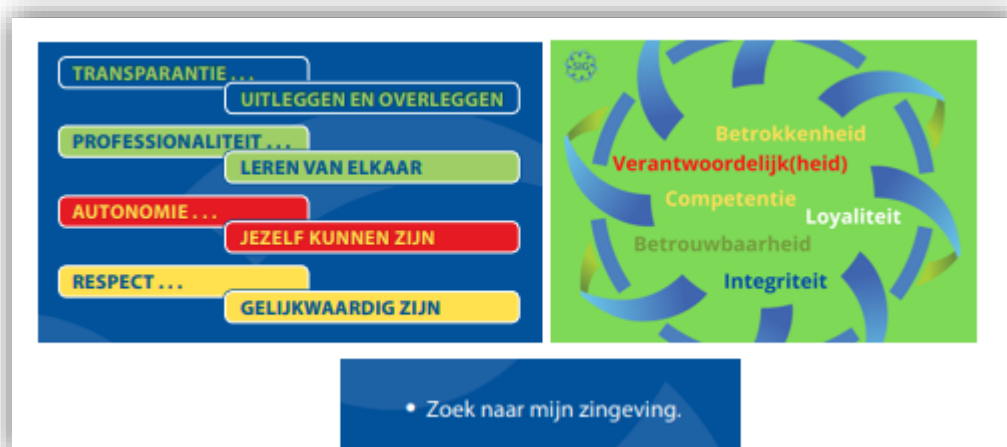 TRANSPARANTIE . . .
UITLEGGEN EN OVERLEGGEN
PROFESSIONALITEIT . . .
LEREN VAN ELKAAR
AUTONOMIE . . .
JEZELF KUNNEN ZIJN
RESPECT . . .
GELIJKWAARDIG ZIJN
SIG
Betrokkenheid
Verantwoordelijk(heid)
Competentie
Loyaliteit
Betrouwbaarheid
Integriteit
• Zoek naar mijn zingeving.